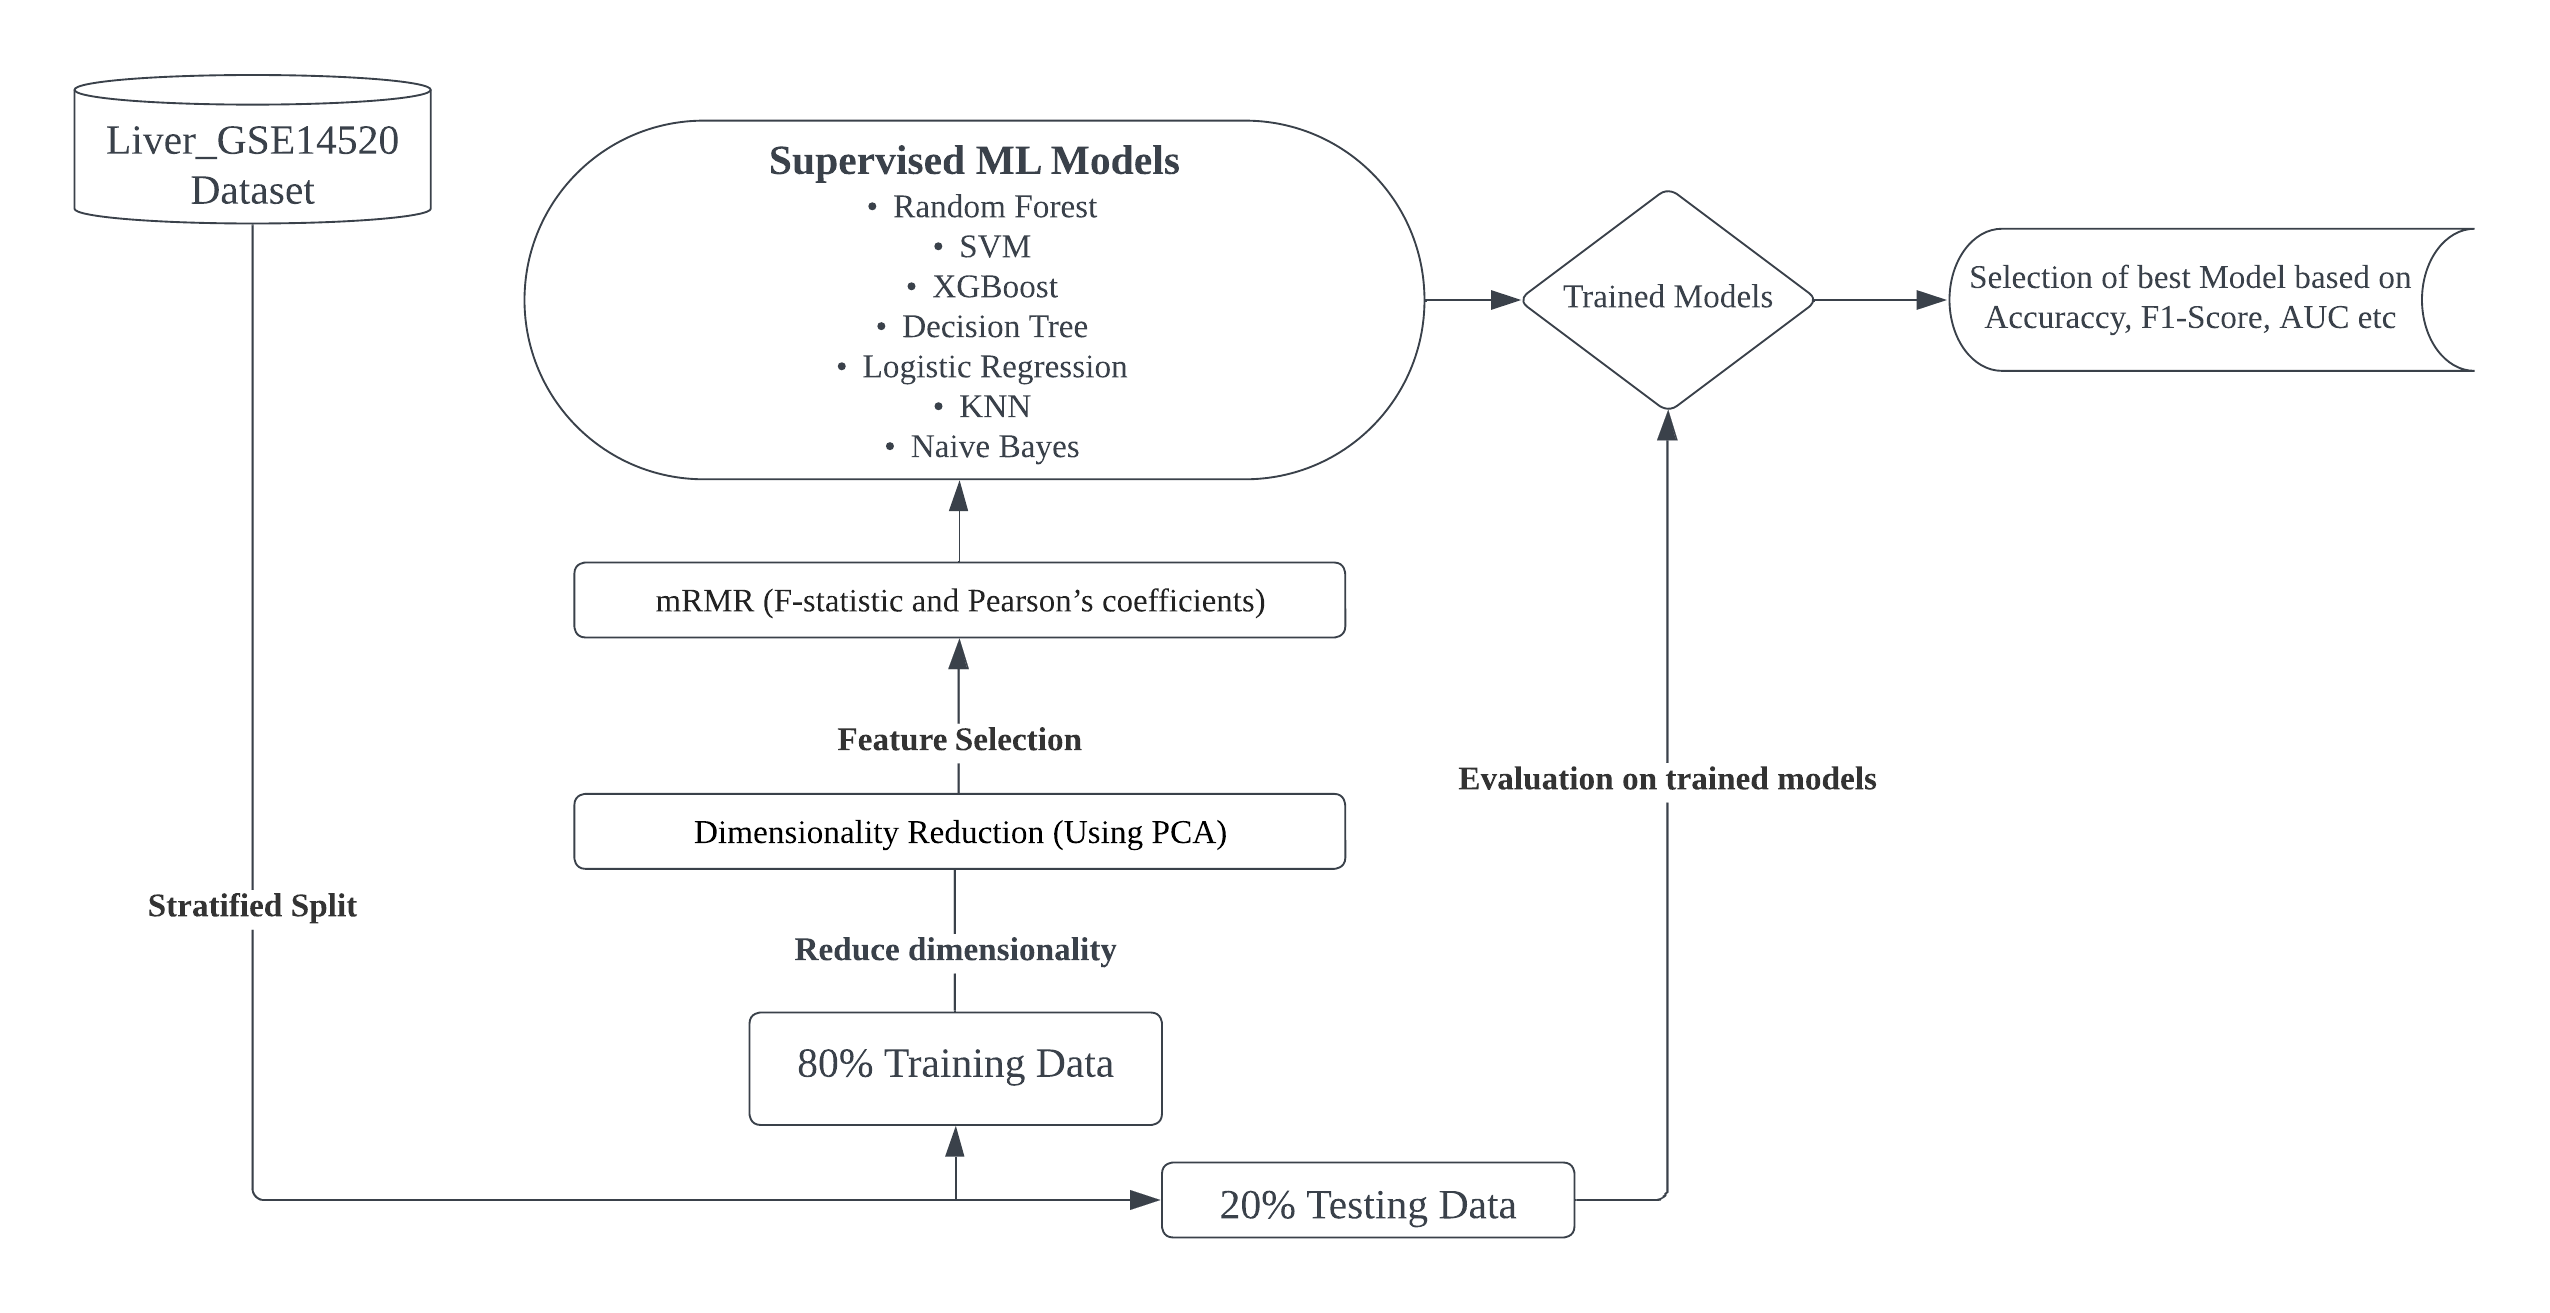 Liver_GSE14520
Dataset
Supervised ML Models
• Random Forest
• SVM
• XGBoost
• Decision Tree
• Logistic Regression
• KNN
• Naive Bayes
Trained Models
Selection of best Model based on
Accuraccy, F1-Score, AUC etc
mRMR (F-statistic and Pearson’s coefficients)
Feature Selection
Evaluation on trained models
Dimensionality Reduction (Using PCA)
Stratified Split
Reduce dimensionality
80% Training Data
20% Testing Data